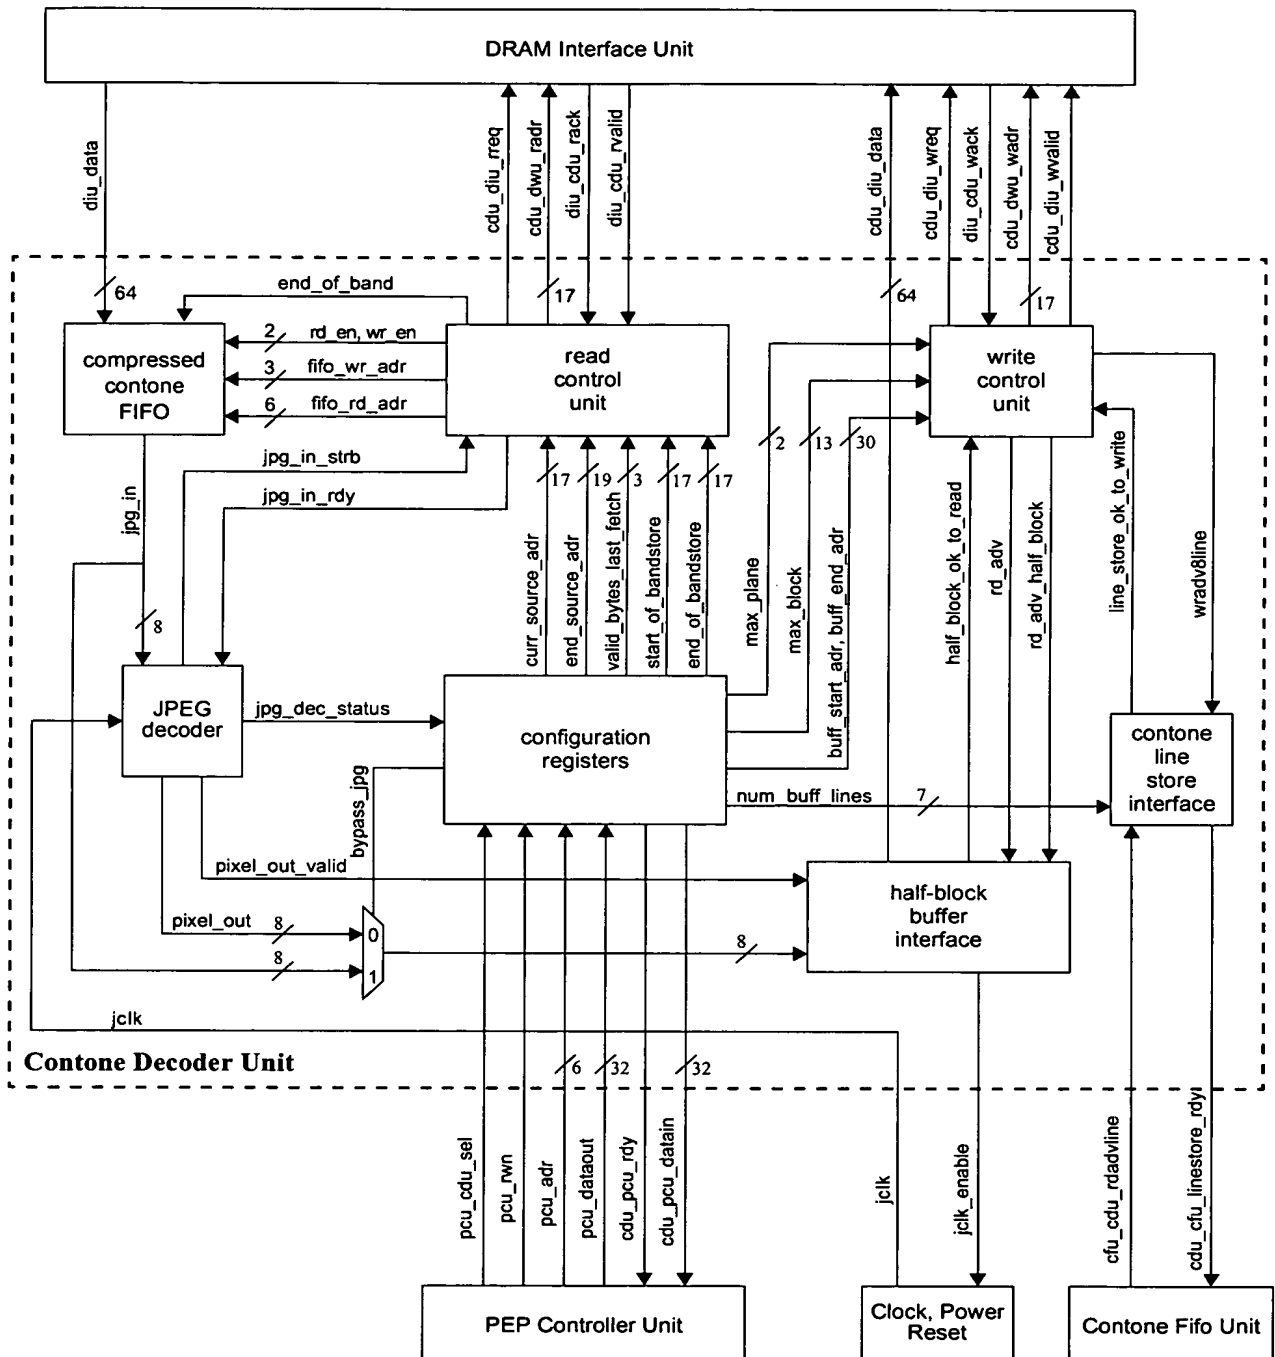 DRAM Interface Unit
diu_data
cdu_diu_rreq
cdu_dwu_radr
diu_cdu_rack
diu_cdu_rvalid
cdu_diu_data
cdu_diu_wreq
diu_cdu_wack
cdu_dwu_wadr
cdu_diu_wvalid
64
end_of_band
17
64
17
compressed
contone
FIFO
2
rd_en, wr_en
3
fifo_wr_adr
6
fifo_rd_adr
read
control
unit
write
control
unit
jpg_in
jpg_in_strb
jpg_in_rdy
17
19
3
17
17
2
13
30
8
curr_source_adr
end_source_adr
valid_bytes_last_fetch
start_of_bandstore
end_of_bandstore
max_plane
max_block
buff_start_adr, buff_end_adr
half_block_ok_to_read
rd_adv
rd_adv_half_block
line_store_ok_to_write
wradv8line
JPEG
decoder
jpg_dec_status
configuration
registers
contone
line
store
interface
num_buff_lines
7
bypass_jpg
pixel_out_valid
pixel_out
8
0
8
1
8
half-block
buffer
interface
jclk
Contone Decoder Unit
6
32
32
pcu_cdu_sel
pcu_rwn
pcu_adr
pcu_dataout
cdu_pcu_rdy
cdu_pcu_datain
jclk
jclk_enable
cfu_cdu_rdadvline
cdu_cfu_linestore_rdy
PEP Controller Unit
Clock, Power
Reset
Contone Fifo Unit